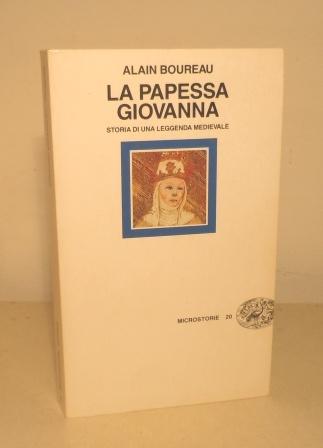 ALAIN BOUREAU
LA PAPESSA
GIOVANNA
STORIA DI UNA LEGGENDA MEDIEVALE
MICROSTORIE 20